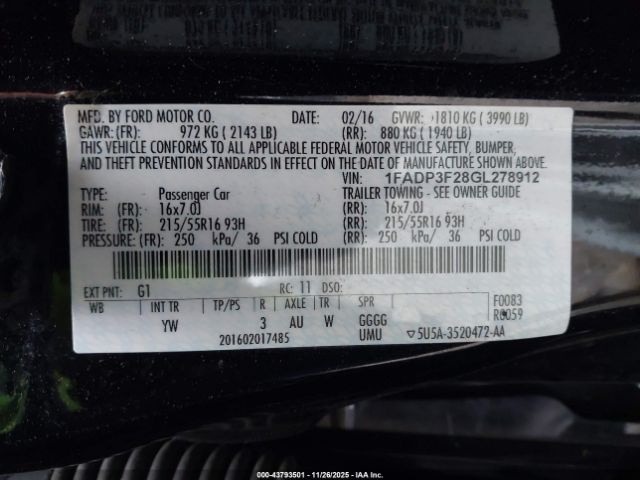 MFD. BY FORD MOTOR CO. DATE: 02/16 GVWR: 1810 KG ( 3990 LB)
GAWR: (FR): 972 KG ( 2143 LB) (RR): 880 KG ( 1940 LB)
THIS VEHICLE CONFORMS TO ALL APPLICABLE FEDERAL MOTOR VEHICLE SAFETY, BUMPER,
AND THEFT PREVENTION STANDARDS IN EFFECT ON THE DATE OF MANUFACTURE SHOWN ABOVE.
VIN: 1FADP3F28GL278912
TYPE: Passenger Car TRAILER TOWING - SEE OWNER GUIDE
RIM: (FR): 16x7.0J (RR): 16x7.0J
TIRE: (FR): 215/55R16 93H (RR): 215/55R16 93H
PRESSURE: (FR): 250 kPa/ 36 PSI COLD (RR): 250 kPa/ 36 PSI COLD
EXT PNT: G1 RC: 11 DSO: F0083
WB INT TR TP/PS R AXLE TR SPR R0059
YW 3 AU W GGGG
201602017485 UMU ▽5U5A-3520472-AA
000-43793501 - 11/26/2025 - IAAI.COM